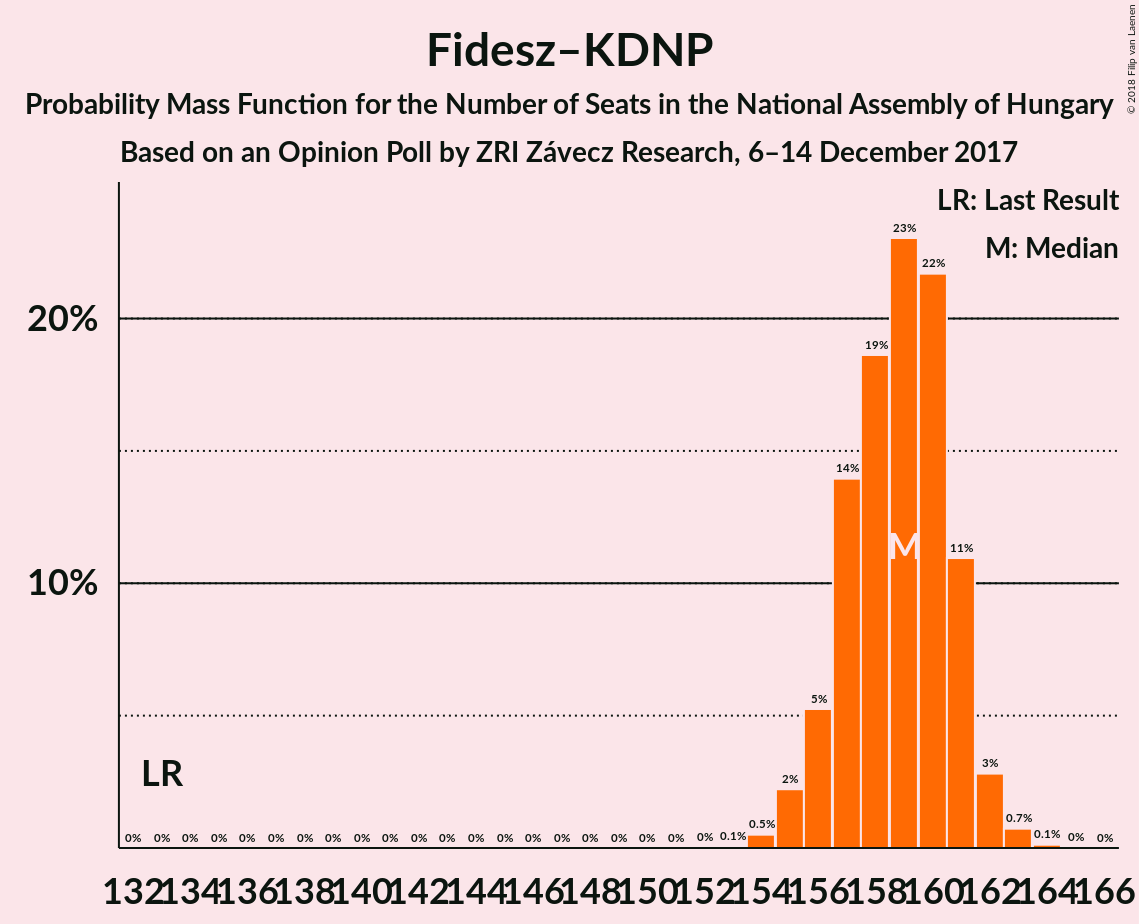 Fidesz–KDNP
Probability Mass Function for the Number of Seats in the National Assembly of Hungary
Based on an Opinion Poll by ZRI Závecz Research, 6–14 December 2017
© 2018 Filip van Laenen
LR: Last Result
M: Median
23%
22%
20%
19%
14%
M
11%
10%
5%
LR
2%
3%
0% 0% 0% 0% 0% 0% 0% 0% 0% 0% 0% 0% 0% 0% 0% 0% 0% 0% 0% 0% 0% 0.1% 0.5% 0.7% 0.1% 0% 0%
132 134 136 138 140 142 144 146 148 150 152 154 156 158 160 162 164 166